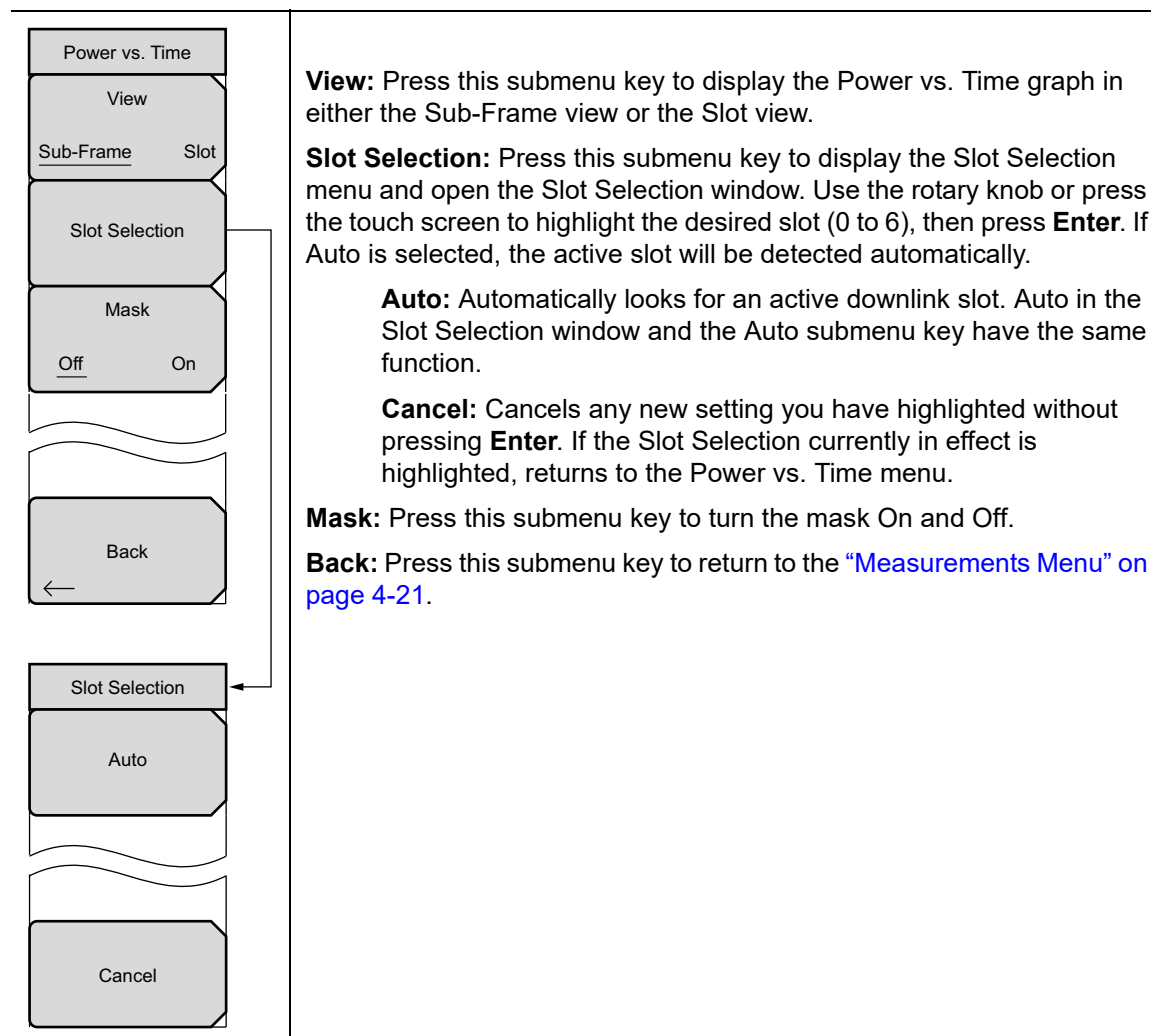 Power vs. Time
View
Sub-Frame Slot
Slot Selection
Mask
Off On
Back
Slot Selection
Auto
Cancel
View: Press this submenu key to display the Power vs. Time graph in
either the Sub-Frame view or the Slot view.
Slot Selection: Press this submenu key to display the Slot Selection
menu and open the Slot Selection window. Use the rotary knob or press
the touch screen to highlight the desired slot (0 to 6), then press Enter. If
Auto is selected, the active slot will be detected automatically.
Auto: Automatically looks for an active downlink slot. Auto in the
Slot Selection window and the Auto submenu key have the same
function.
Cancel: Cancels any new setting you have highlighted without
pressing Enter. If the Slot Selection currently in effect is
highlighted, returns to the Power vs. Time menu.
Mask: Press this submenu key to turn the mask On and Off.
Back: Press this submenu key to return to the “Measurements Menu” on
page 4-21.